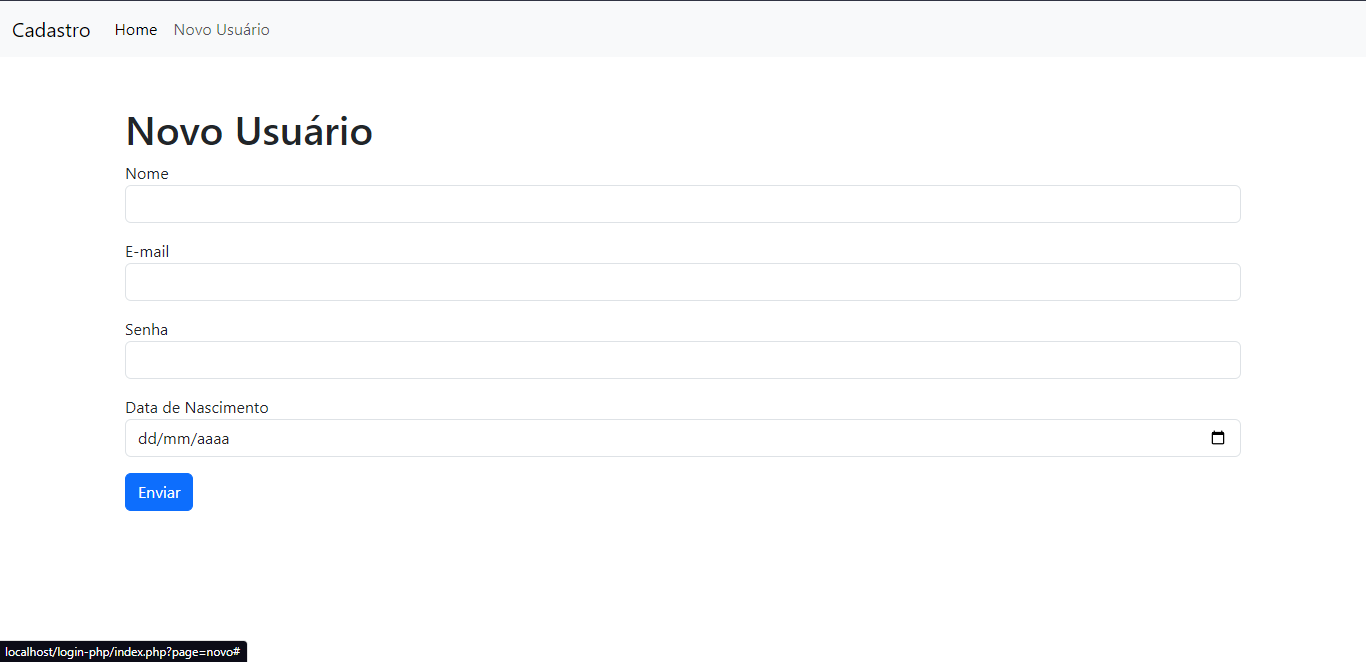 Cadastro Home Novo Usuário
Novo Usuário
Nome
E-mail
Senha
Data de Nascimento
dd/mm/aaaa
Enviar
localhost/login-php/index.php?page=novo#